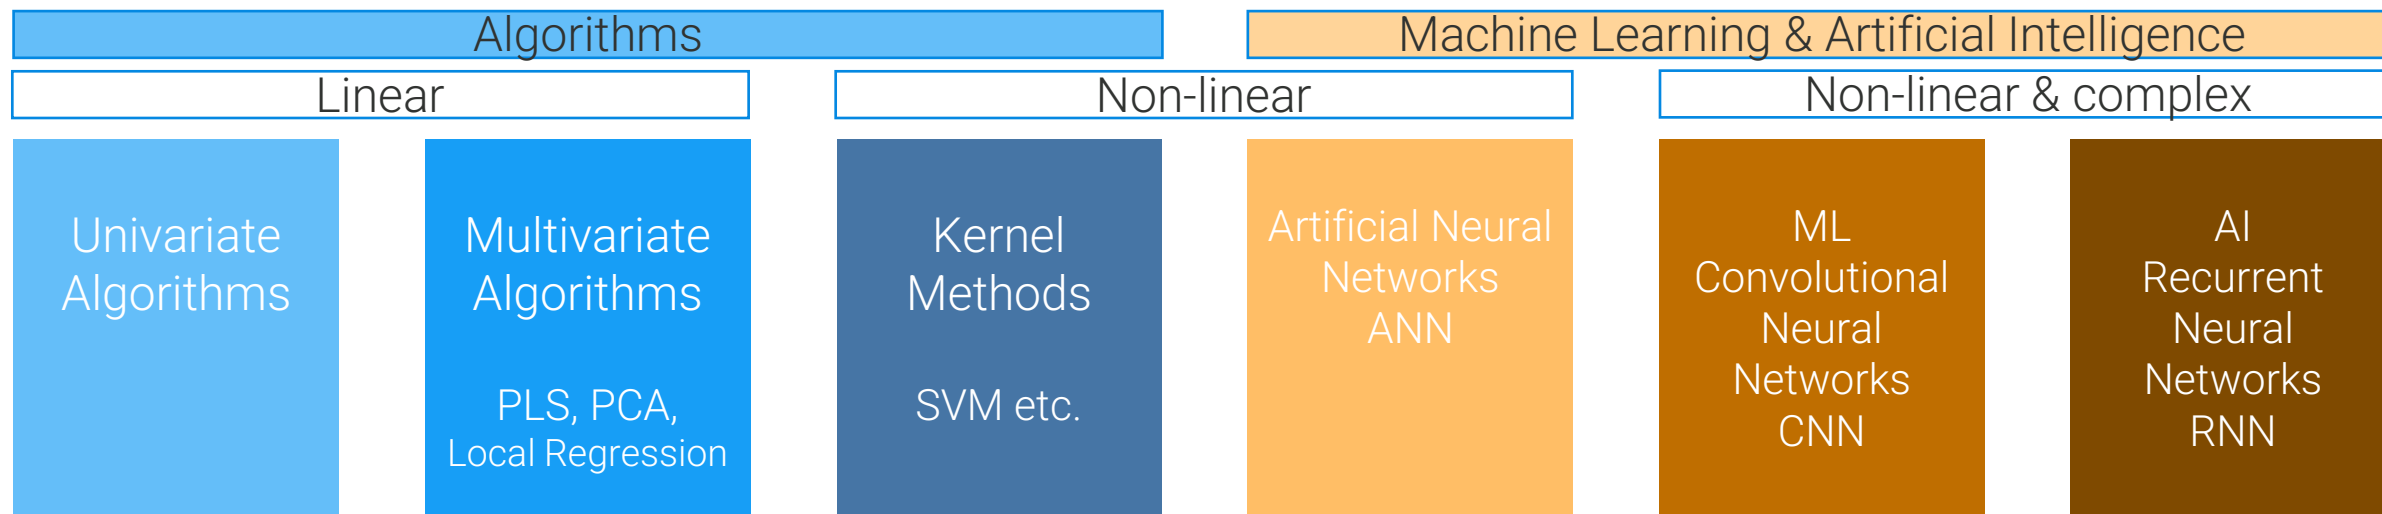 Algorithms
Machine Learning & Artificial Intelligence
Linear
Non-linear
Non-linear & complex
Univariate
Algorithms
Multivariate
Algorithms
PLS, PCA,
Local Regression
Kernel
Methods
SVM etc.
Artificial Neural
Networks
ANN
ML
Convolutional
Neural
Networks
CNN
AI
Recurrent
Neural
Networks
RNN